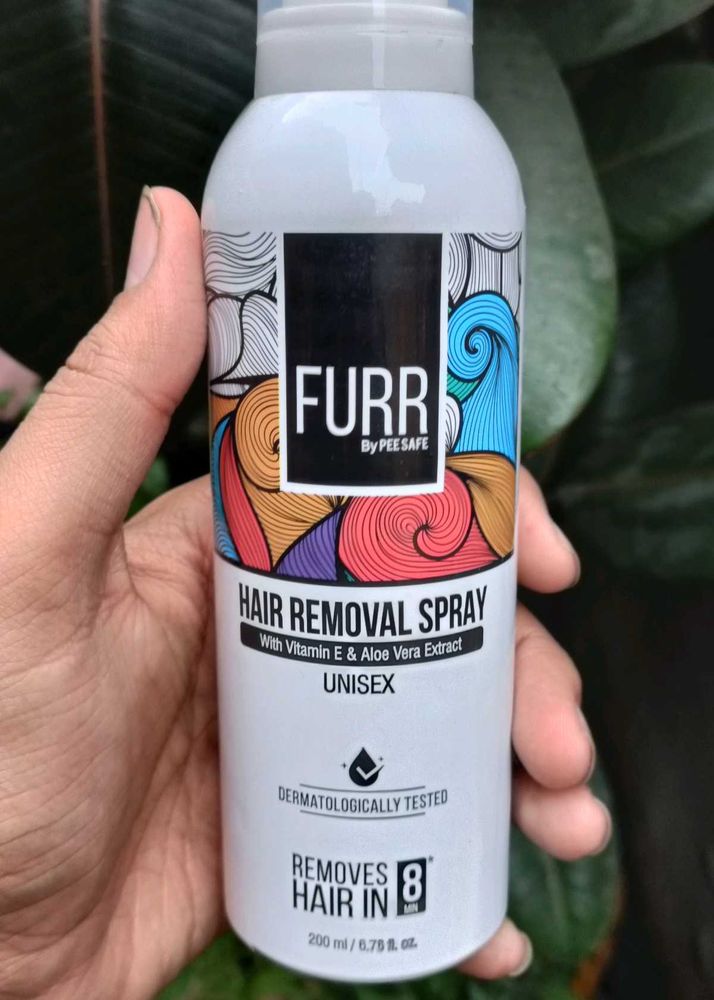 FURR
By PEE SAFE
HAIR REMOVAL SPRAY
With Vitamin E & Aloe Vera Extract
UNISEX
DERMATOLOGICALLY TESTED
REMOVES
HAIR IN 8*
MIN
200 ml / 6.76 fl. oz.